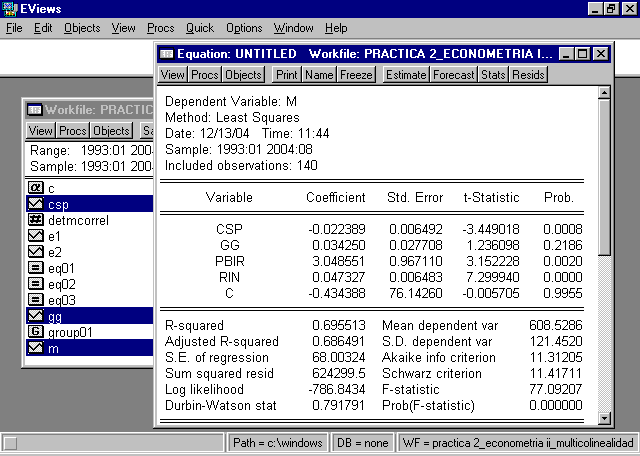 EViews
File Edit Objects View Procs Quick Options Window Help
Workfile: PRACTIC
View Procs Objects
Range: 1993:01 200
Sample: 1993:01 200
c
csp
detmcorrel
e1
e2
eq01
eq02
eq03
gg
group01
m
Equation: UNTITLED Workfile: PRACTICA 2_ECONOMETRIA I...
View Procs Objects Print Name Freeze Estimate Forecast Stats Resids
Dependent Variable: M
Method: Least Squares
Date: 12/13/04 Time: 11:44
Sample: 1993:01 2004:08
Included observations: 140
Variable Coefficient Std. Error t-Statistic Prob.
CSP -0.022389 0.006492 -3.449018 0.0008
GG 0.034250 0.027708 1.236098 0.2186
PBIR 3.048551 0.967110 3.152228 0.0020
RIN 0.047327 0.006483 7.299940 0.0000
C -0.434388 76.14260 -0.005705 0.9955
R-squared 0.695513 Mean dependent var 608.5286
Adjusted R-squared 0.686491 S.D. dependent var 121.4520
S.E. of regression 68.00324 Akaike info criterion 11.31205
Sum squared resid 624299.5 Schwarz criterion 11.41711
Log likelihood -786.8434 F-statistic 77.09207
Durbin-Watson stat 0.791791 Prob(F-statistic) 0.000000
Path = c:\windows DB = none WF = practica 2_econometria ii_multicolinealidad